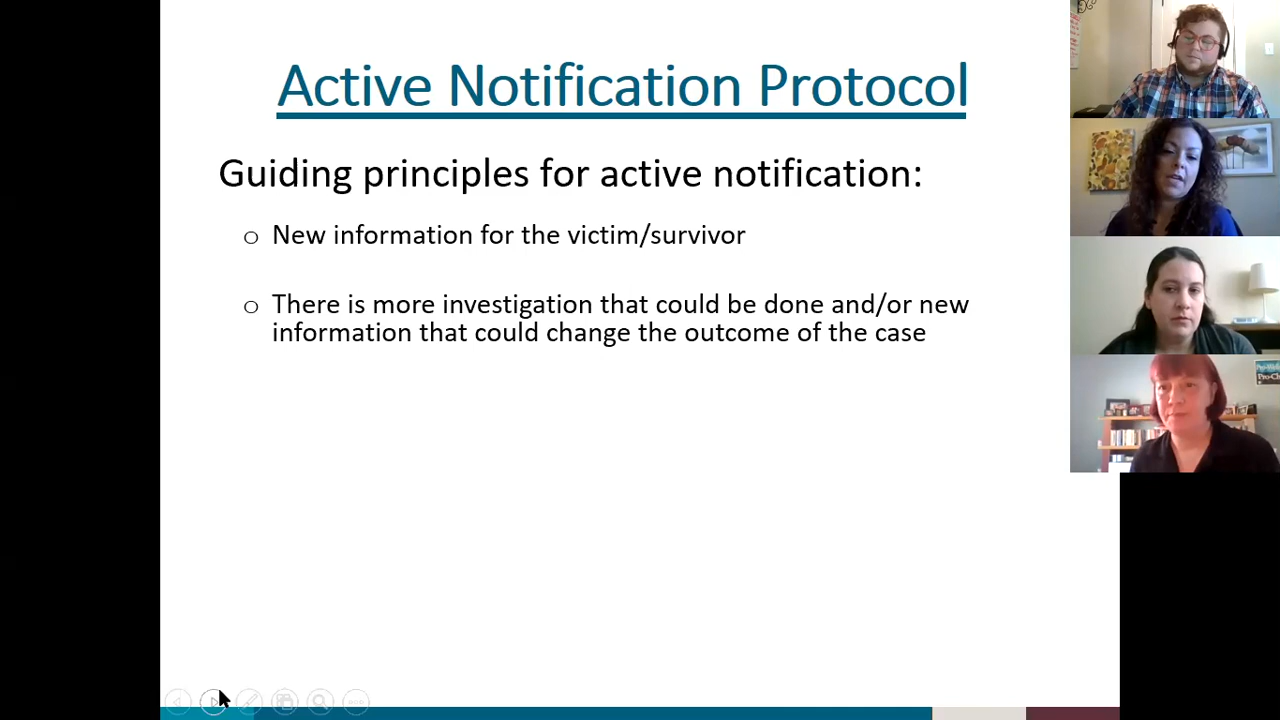 Active Notification Protocol
Guiding principles for active notification:
o New information for the victim/survivor
o There is more investigation that could be done and/or new
information that could change the outcome of the case